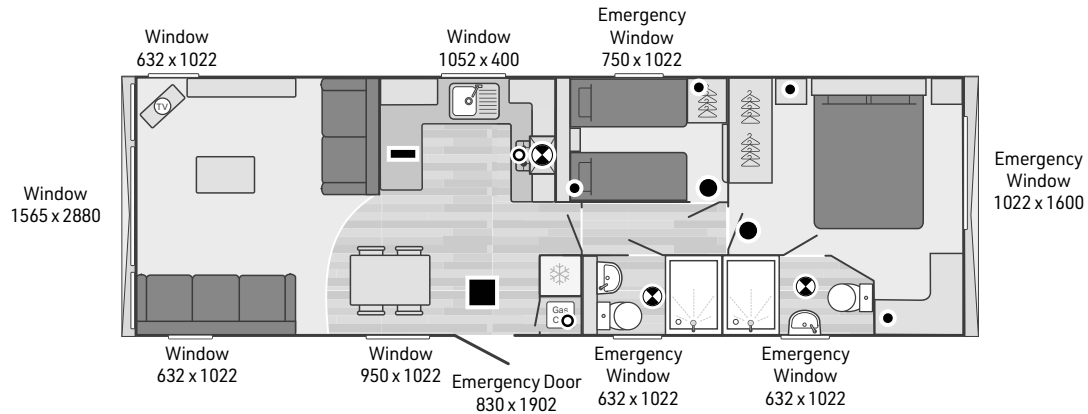 Emergency
Window
750 x 1022
Window
632 x 1022
Window
1052 x 400
TV
Window
1565 x 2880
Emergency
Window
1022 x 1600
Gas
C
Window
632 x 1022
Window
950 x 1022
Emergency Door
830 x 1902
Emergency
Window
632 x 1022
Emergency
Window
632 x 1022